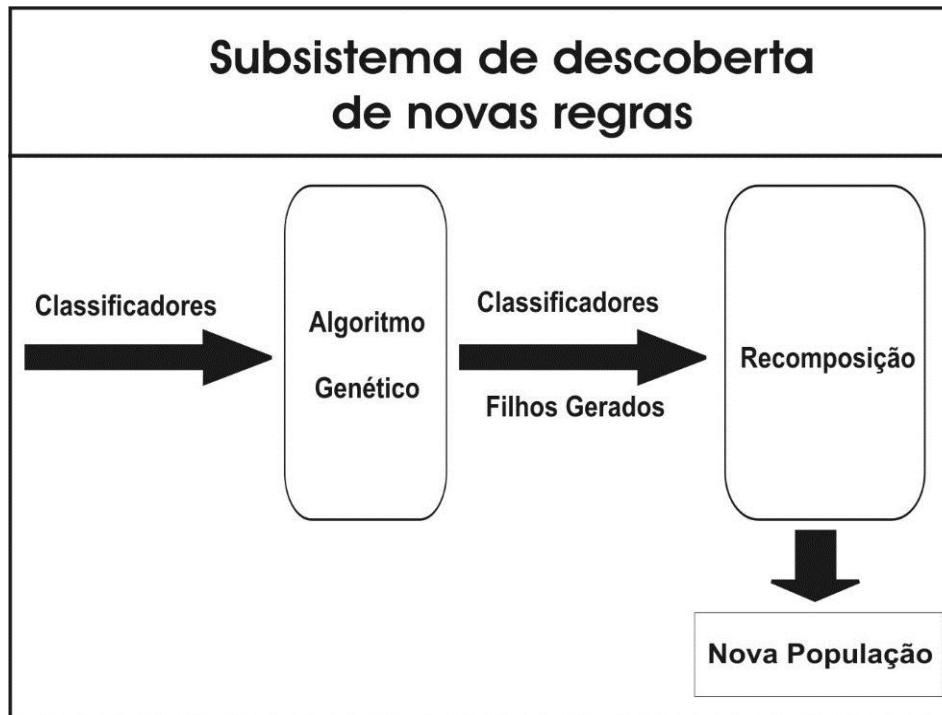 Subsistema de descoberta
de novas regras
Classificadores
Algoritmo
Genético
Classificadores
Filhos Gerados
Recomposição
Nova População